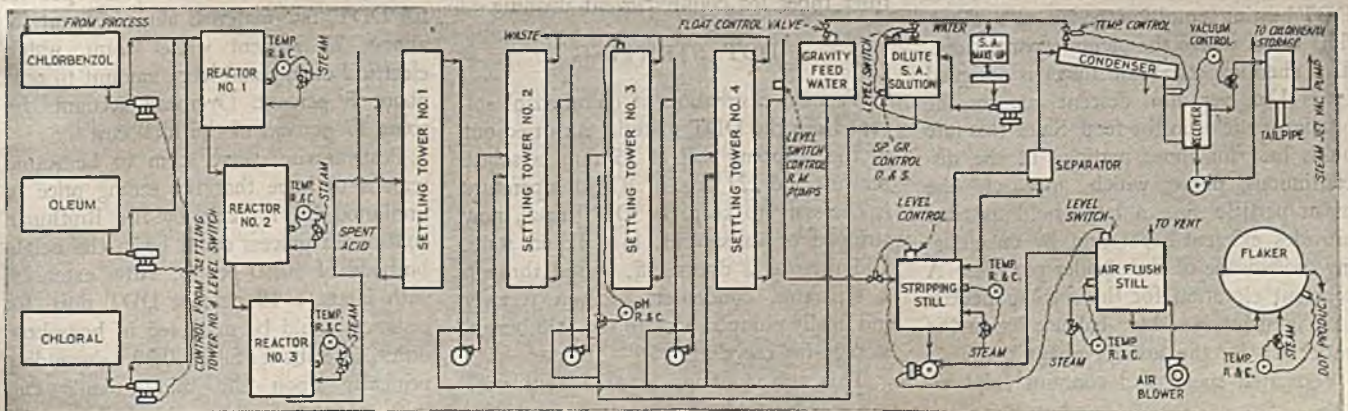 FROM PROCESS
CHLORBENZOL
OLEUM
CHLORAL
CONTROL FROM SETTLING
TOWER NO. 4 LEVEL SWITCH
REACTOR
NO. 1
TEMP.
R. & C.
STEAM
REACTOR
NO. 2
TEMP.
R. & C.
STEAM
REACTOR
NO. 3
TEMP.
R. & C.
STEAM
SPENT
ACID
SETTLING TOWER NO. 1
WASTE
SETTLING TOWER NO. 2
SETTLING TOWER NO. 3
pH
R. & C.
SETTLING TOWER NO. 4
FLOAT CONTROL VALVE
GRAVITY
FEED
WATER
LEVEL
SWITCH
CONTROL
R.M.
PUMPS
LEVEL SWITCH
DILUTE
S.A.
SOLUTION
WATER
S.A.
MAKE UP
SP. GR.
CONTROL
D. & S.
TEMP. CONTROL
CONDENSER
SEPARATOR
VACUUM
CONTROL
RECEIVER
TO CHLORBENZOL
STORAGE
TAILPIPE
STEAM JET VAC. PUMP
LEVEL
CONTROL
STRIPPING
STILL
TEMP.
R. & C.
STEAM
LEVEL
SWITCH
TO VENT
AIR FLUSH
STILL
TEMP.
R. & C.
STEAM
AIR
BLOWER
FLAKER
TEMP.
R. & C.
STEAM
DDT PRODUCT